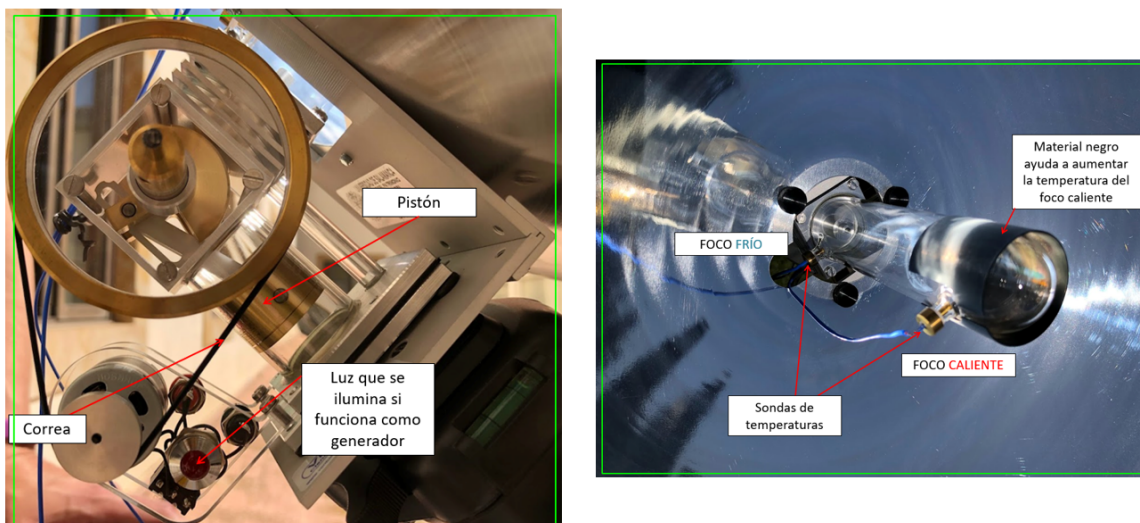 Pistón
Luz que se
ilumina si
funciona como
generador
Correa
Material negro
ayuda a aumentar
la temperatura del
foco caliente
FOCO FRÍO
FOCO CALIENTE
Sondas de
temperaturas